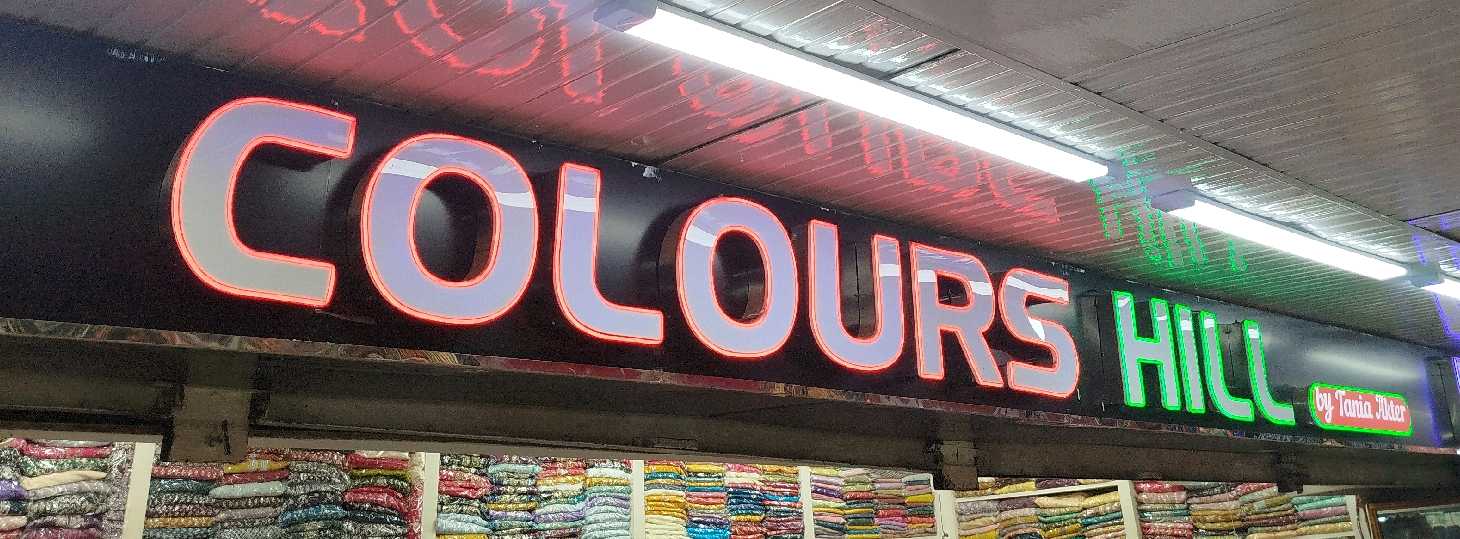 COLOURS HILL
by Tania Akter